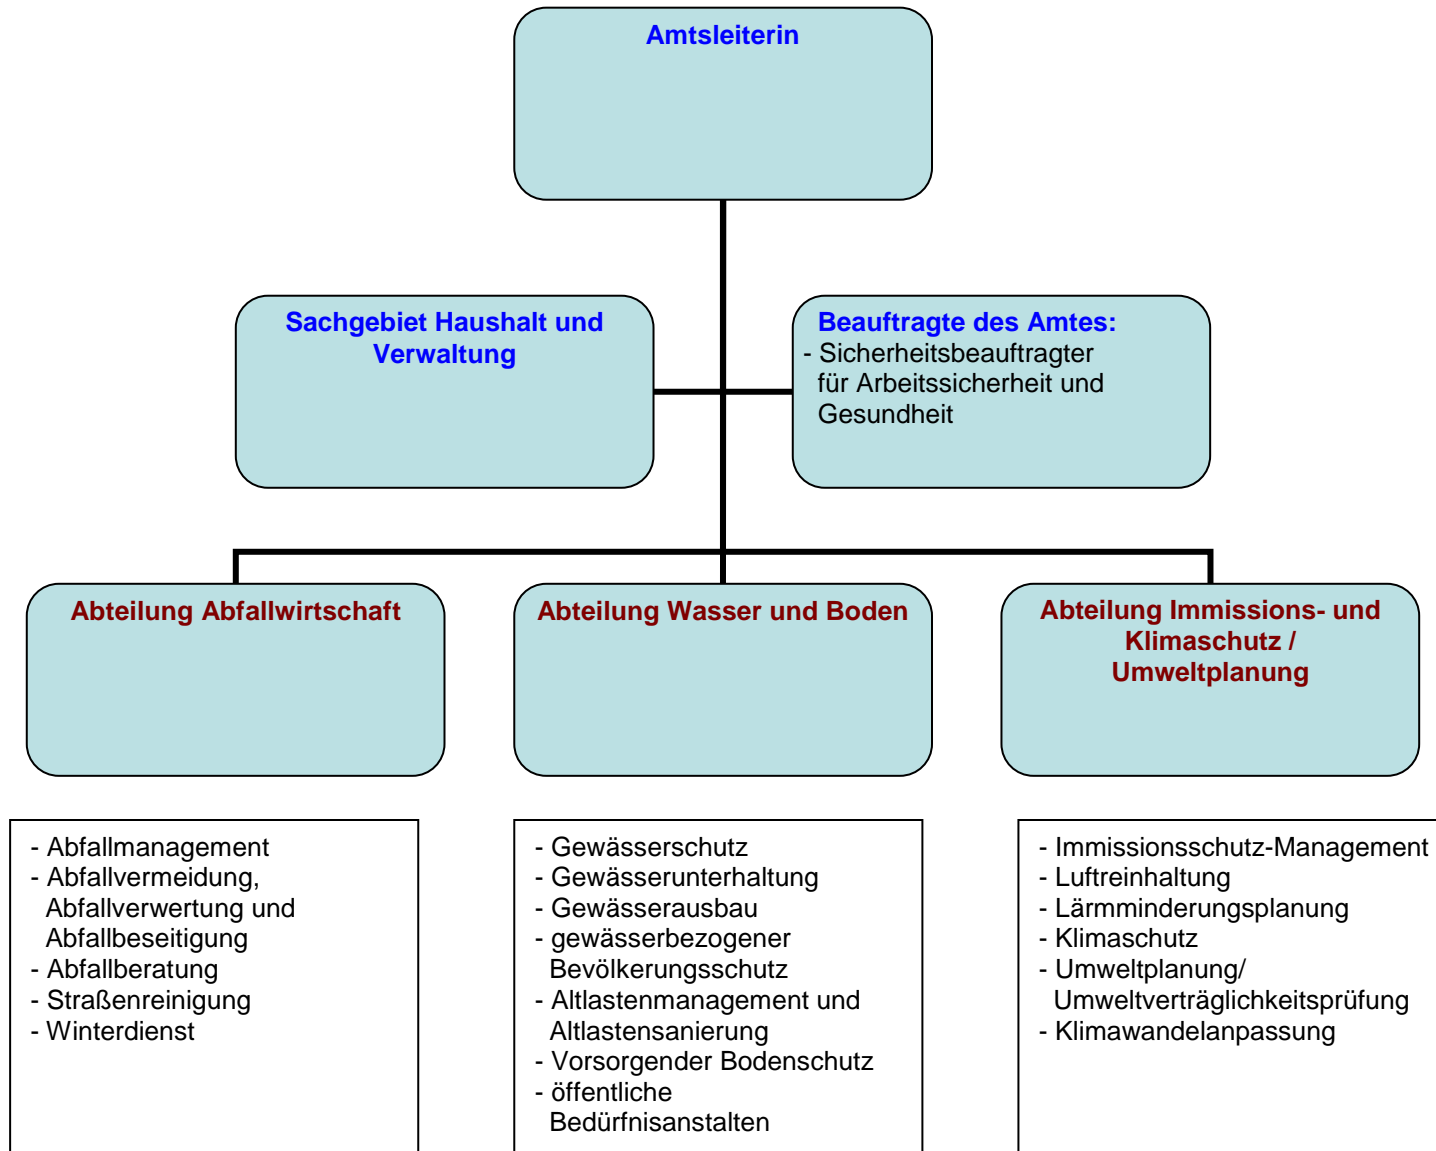 Amtsleiterin
Sachgebiet Haushalt und
Verwaltung
Beauftragte des Amtes:
- Sicherheitsbeauftragter
für Arbeitssicherheit und
Gesundheit
Abteilung Abfallwirtschaft
Abteilung Wasser und Boden
Abteilung Immissions- und
Klimaschutz /
Umweltplanung
- Abfallmanagement
- Abfallvermeidung,
Abfallverwertung und
Abfallbeseitigung
- Abfallberatung
- Straßenreinigung
- Winterdienst
- Gewässerschutz
- Gewässerunterhaltung
- Gewässerausbau
- gewässerbezogener
Bevölkerungsschutz
- Altlastenmanagement und
Altlastensanierung
- Vorsorgender Bodenschutz
- öffentliche
Bedürfnisanstalten
- Immissionsschutz-Management
- Luftreinhaltung
- Lärmminderungsplanung
- Klimaschutz
- Umweltplanung/
Umweltverträglichkeitsprüfung
- Klimawandelanpassung